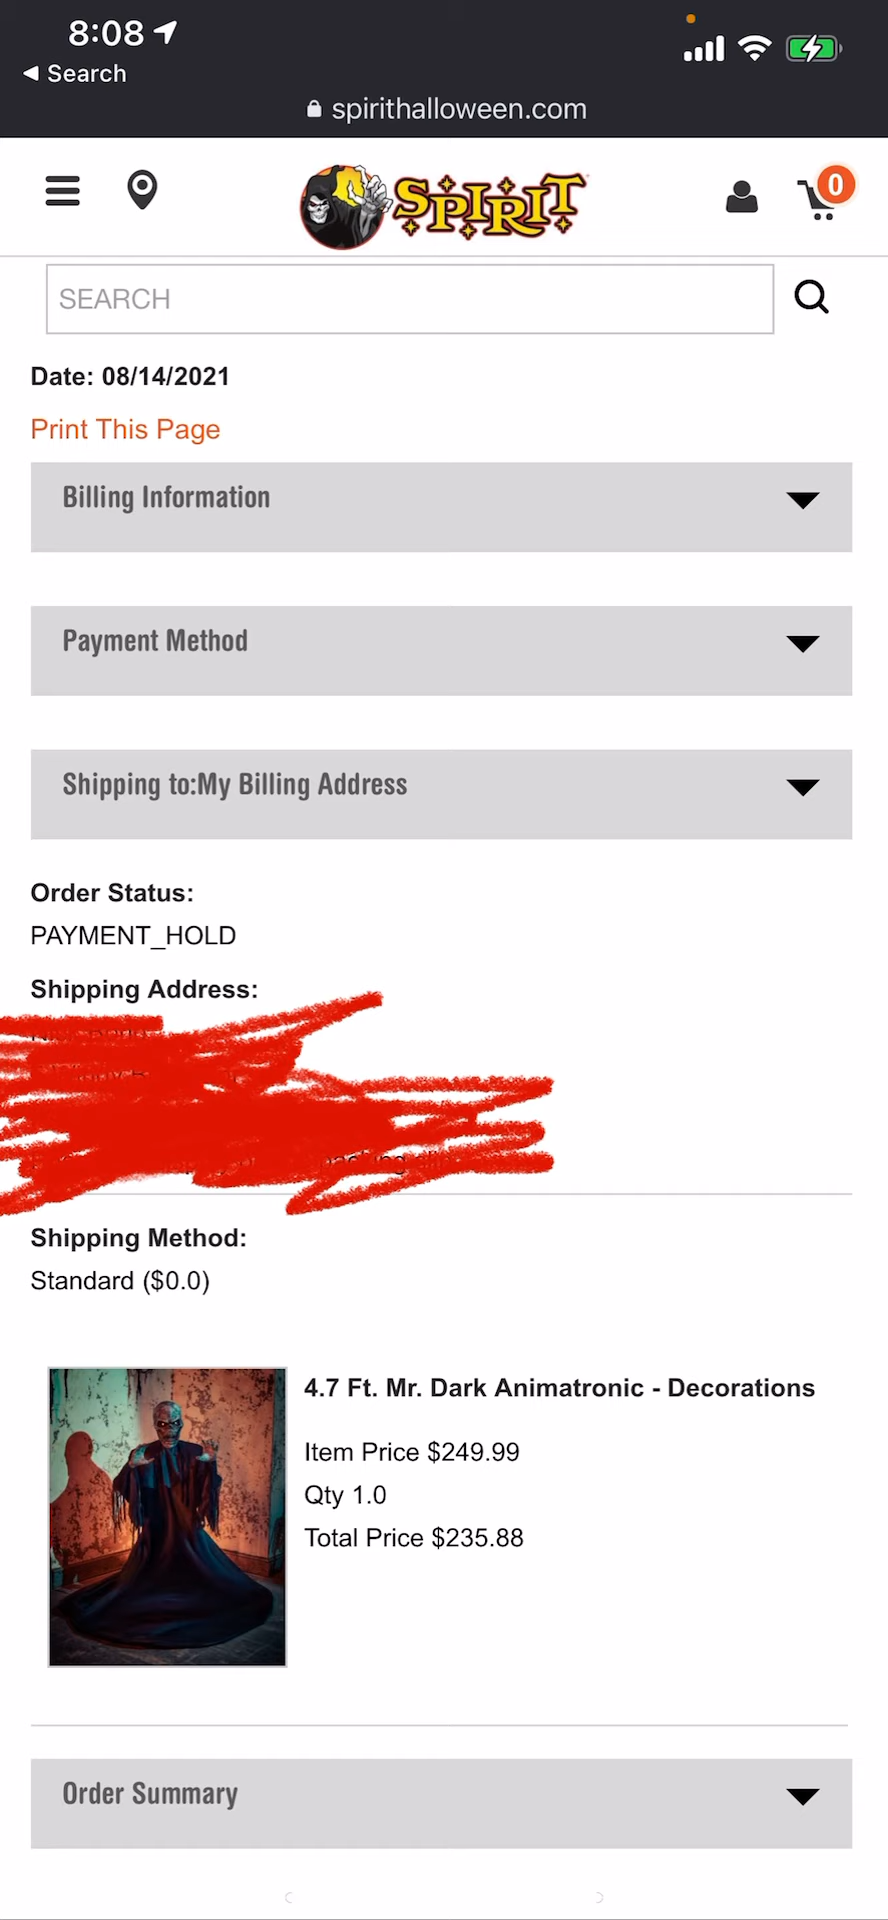 8:08
Search
spirithalloween.com
SPIRIT
0
SEARCH
Date: 08/14/2021
Print This Page
Billing Information
Payment Method
Shipping to:My Billing Address
Order Status:
PAYMENT_HOLD
Shipping Address:
Shipping Method:
Standard ($0.0)
4.7 Ft. Mr. Dark Animatronic - Decorations
Item Price $249.99
Qty 1.0
Total Price $235.88
Order Summary